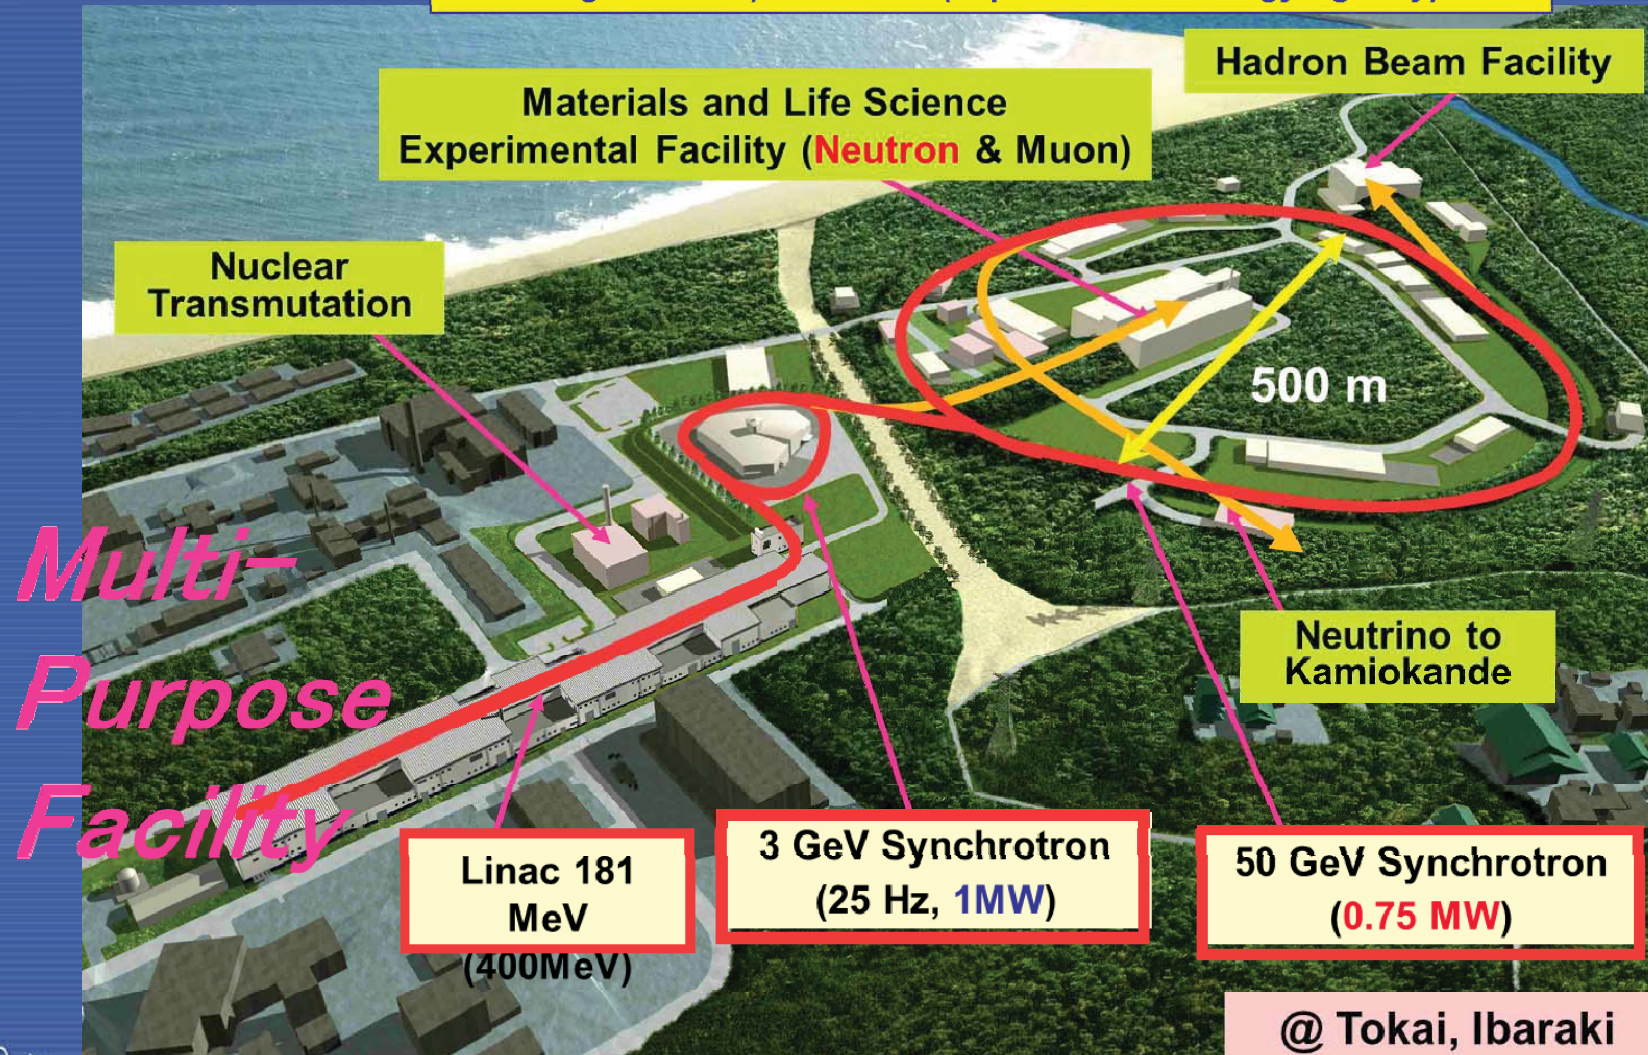 Hadron Beam Facility
Materials and Life Science
Experimental Facility (Neutron & Muon)
Nuclear
Transmutation
500 m
Multi-
Purpose
Facility
Neutrino to
Kamiokande
Linac 181
MeV
(400MeV)
3 GeV Synchrotron
(25 Hz, 1MW)
50 GeV Synchrotron
(0.75 MW)
@ Tokai, Ibaraki